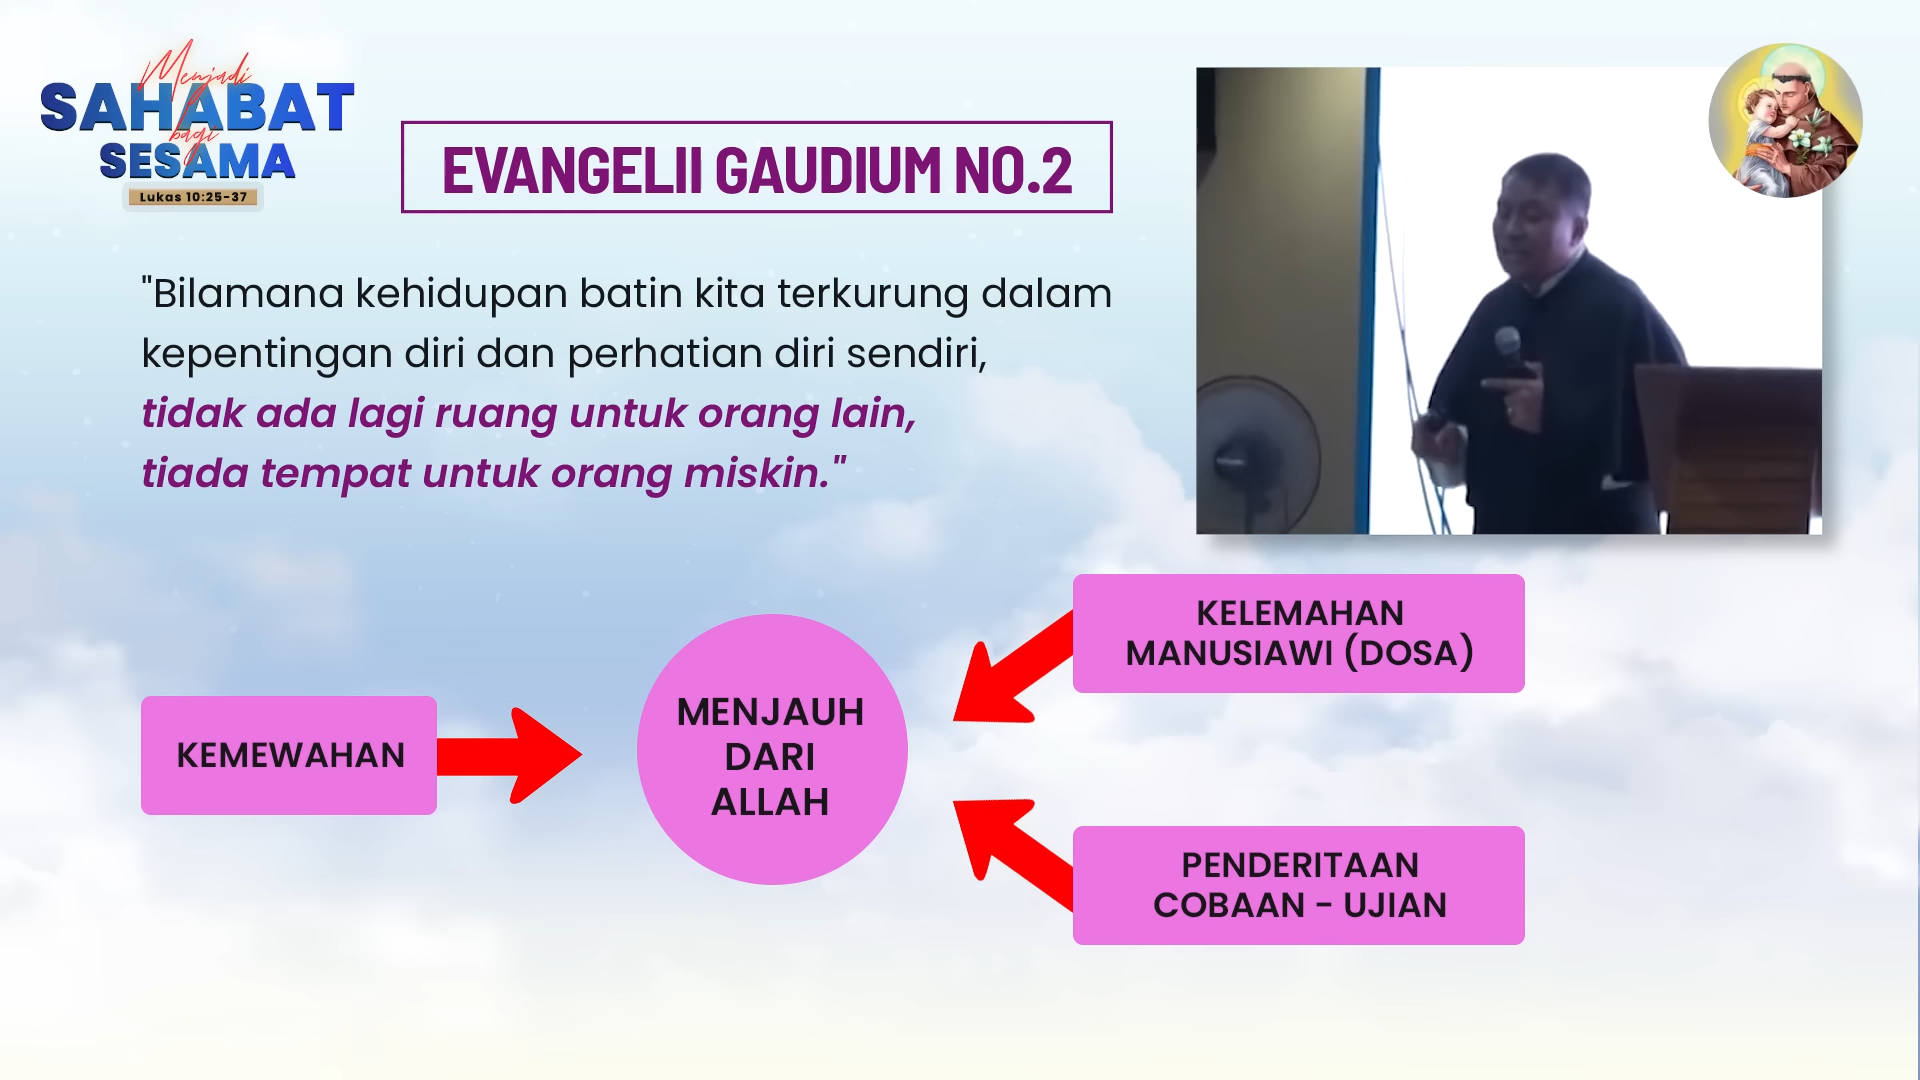 Menjadi
SAHABAT
bagi
SESAMA
Lukas 10:25-37
EVANGELII GAUDIUM NO.2
"Bilamana kehidupan batin kita terkurung dalam
kepentingan diri dan perhatian diri sendiri,
tidak ada lagi ruang untuk orang lain,
tiada tempat untuk orang miskin."
KEMEWAHAN
MENJAUH
DARI
ALLAH
KELEMAHAN
MANUSIAWI (DOSA)
PENDERITAAN
COBAAN - UJIAN